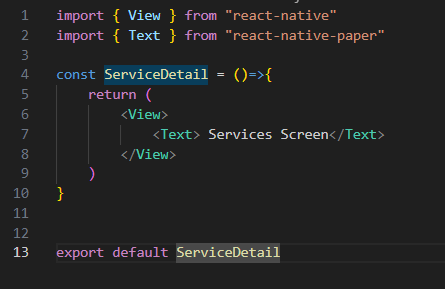 1 import { View } from "react-native"
2 import { Text } from "react-native-paper"
3
4 const ServiceDetail = ()=>{
5     return (
6         <View>
7             <Text> Services Screen</Text>
8         </View>
9     )
10 }
11
12
13 export default ServiceDetail